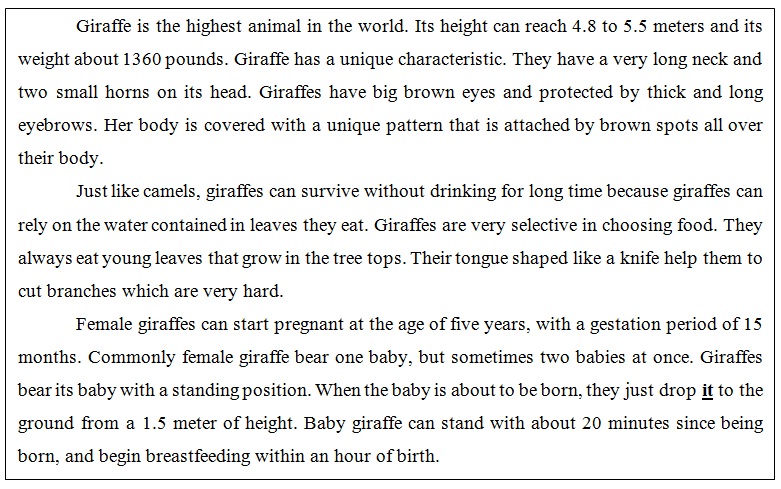 Giraffe is the highest animal in the world. Its height can reach 4.8 to 5.5 meters and its
weight about 1360 pounds. Giraffe has a unique characteristic. They have a very long neck and
two small horns on its head. Giraffes have big brown eyes and protected by thick and long
eyebrows. Her body is covered with a unique pattern that is attached by brown spots all over
their body.
Just like camels, giraffes can survive without drinking for long time because giraffes can
rely on the water contained in leaves they eat. Giraffes are very selective in choosing food. They
always eat young leaves that grow in the tree tops. Their tongue shaped like a knife help them to
cut branches which are very hard.
Female giraffes can start pregnant at the age of five years, with a gestation period of 15
months. Commonly female giraffe bear one baby, but sometimes two babies at once. Giraffes
bear its baby with a standing position. When the baby is about to be born, they just drop it to the
ground from a 1.5 meter of height. Baby giraffe can stand with about 20 minutes since being
born, and begin breastfeeding within an hour of birth.